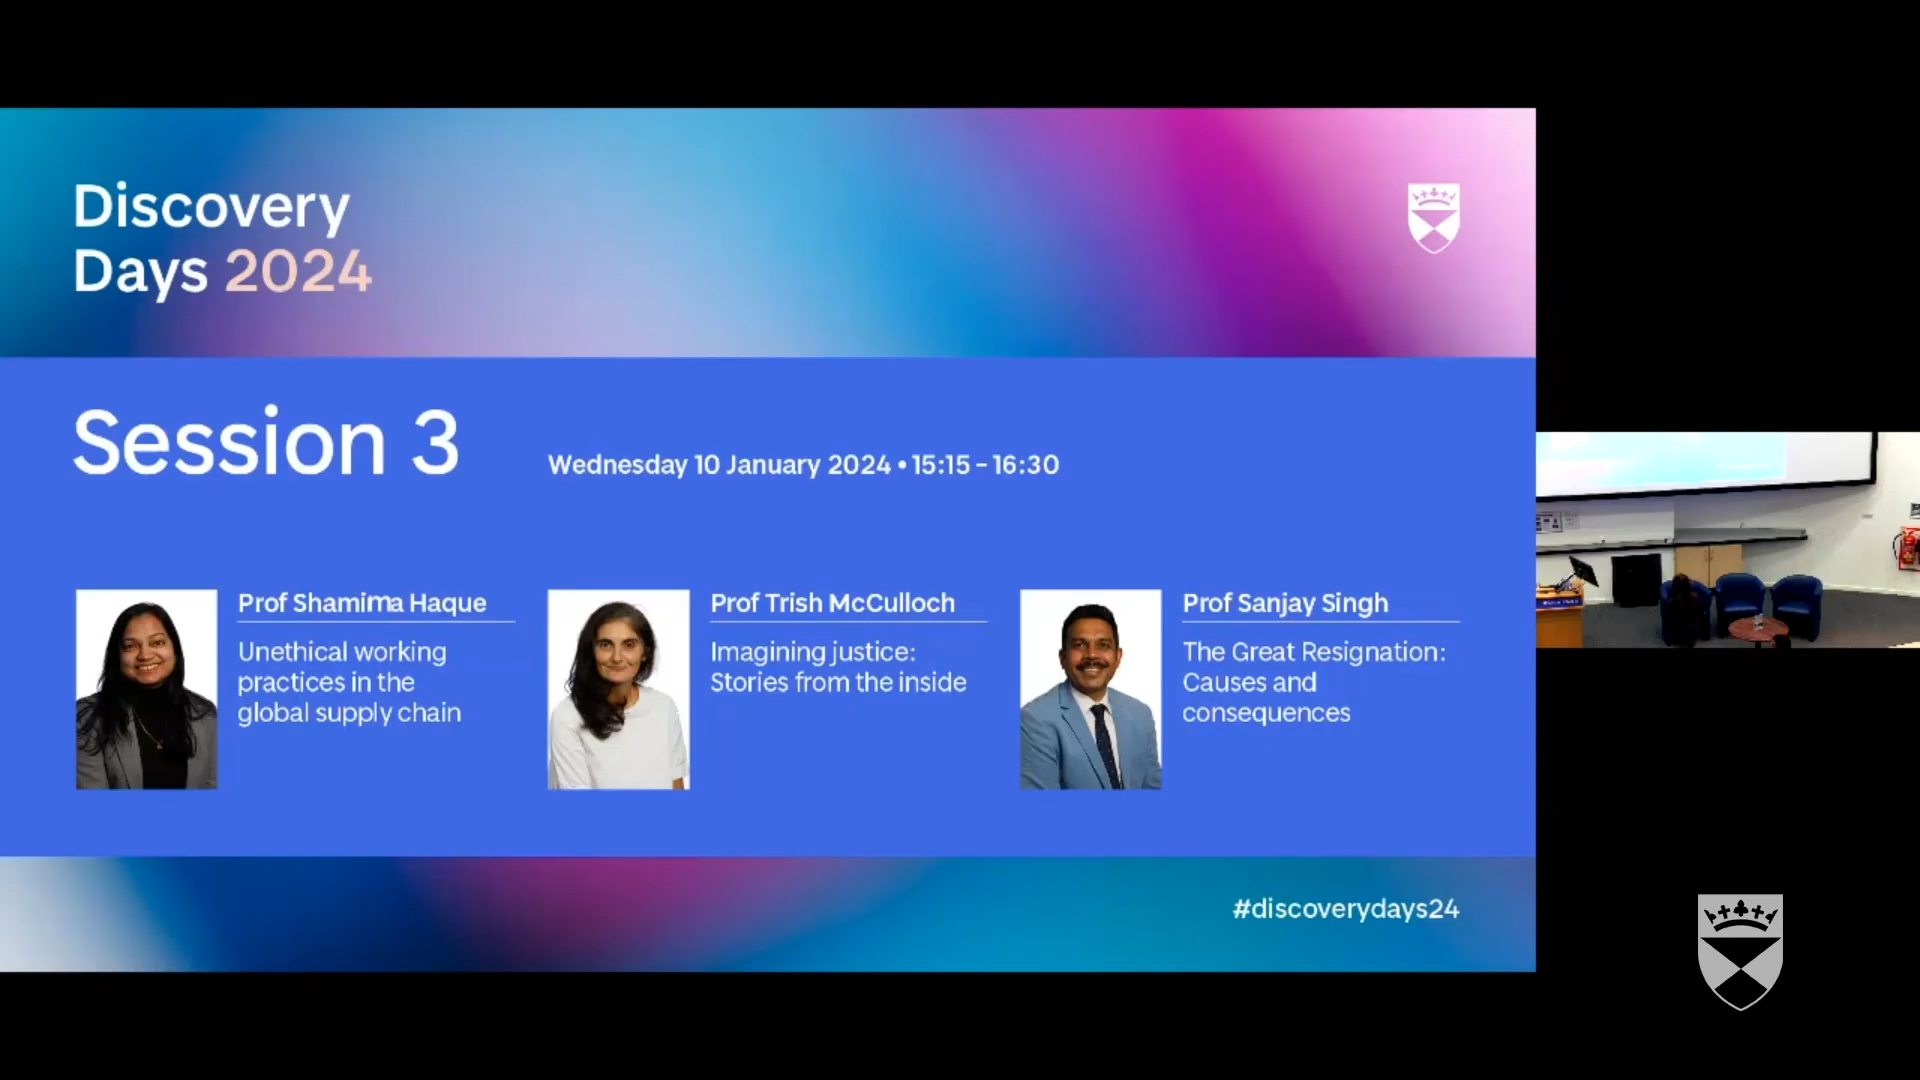 Discovery
Days 2024
Session 3
Wednesday 10 January 2024 • 15:15 – 16:30
Prof Shamima Haque
Unethical working
practices in the
global supply chain
Prof Trish McCulloch
Imagining justice:
Stories from the inside
Prof Sanjay Singh
The Great Resignation:
Causes and
consequences
#discoverydays24